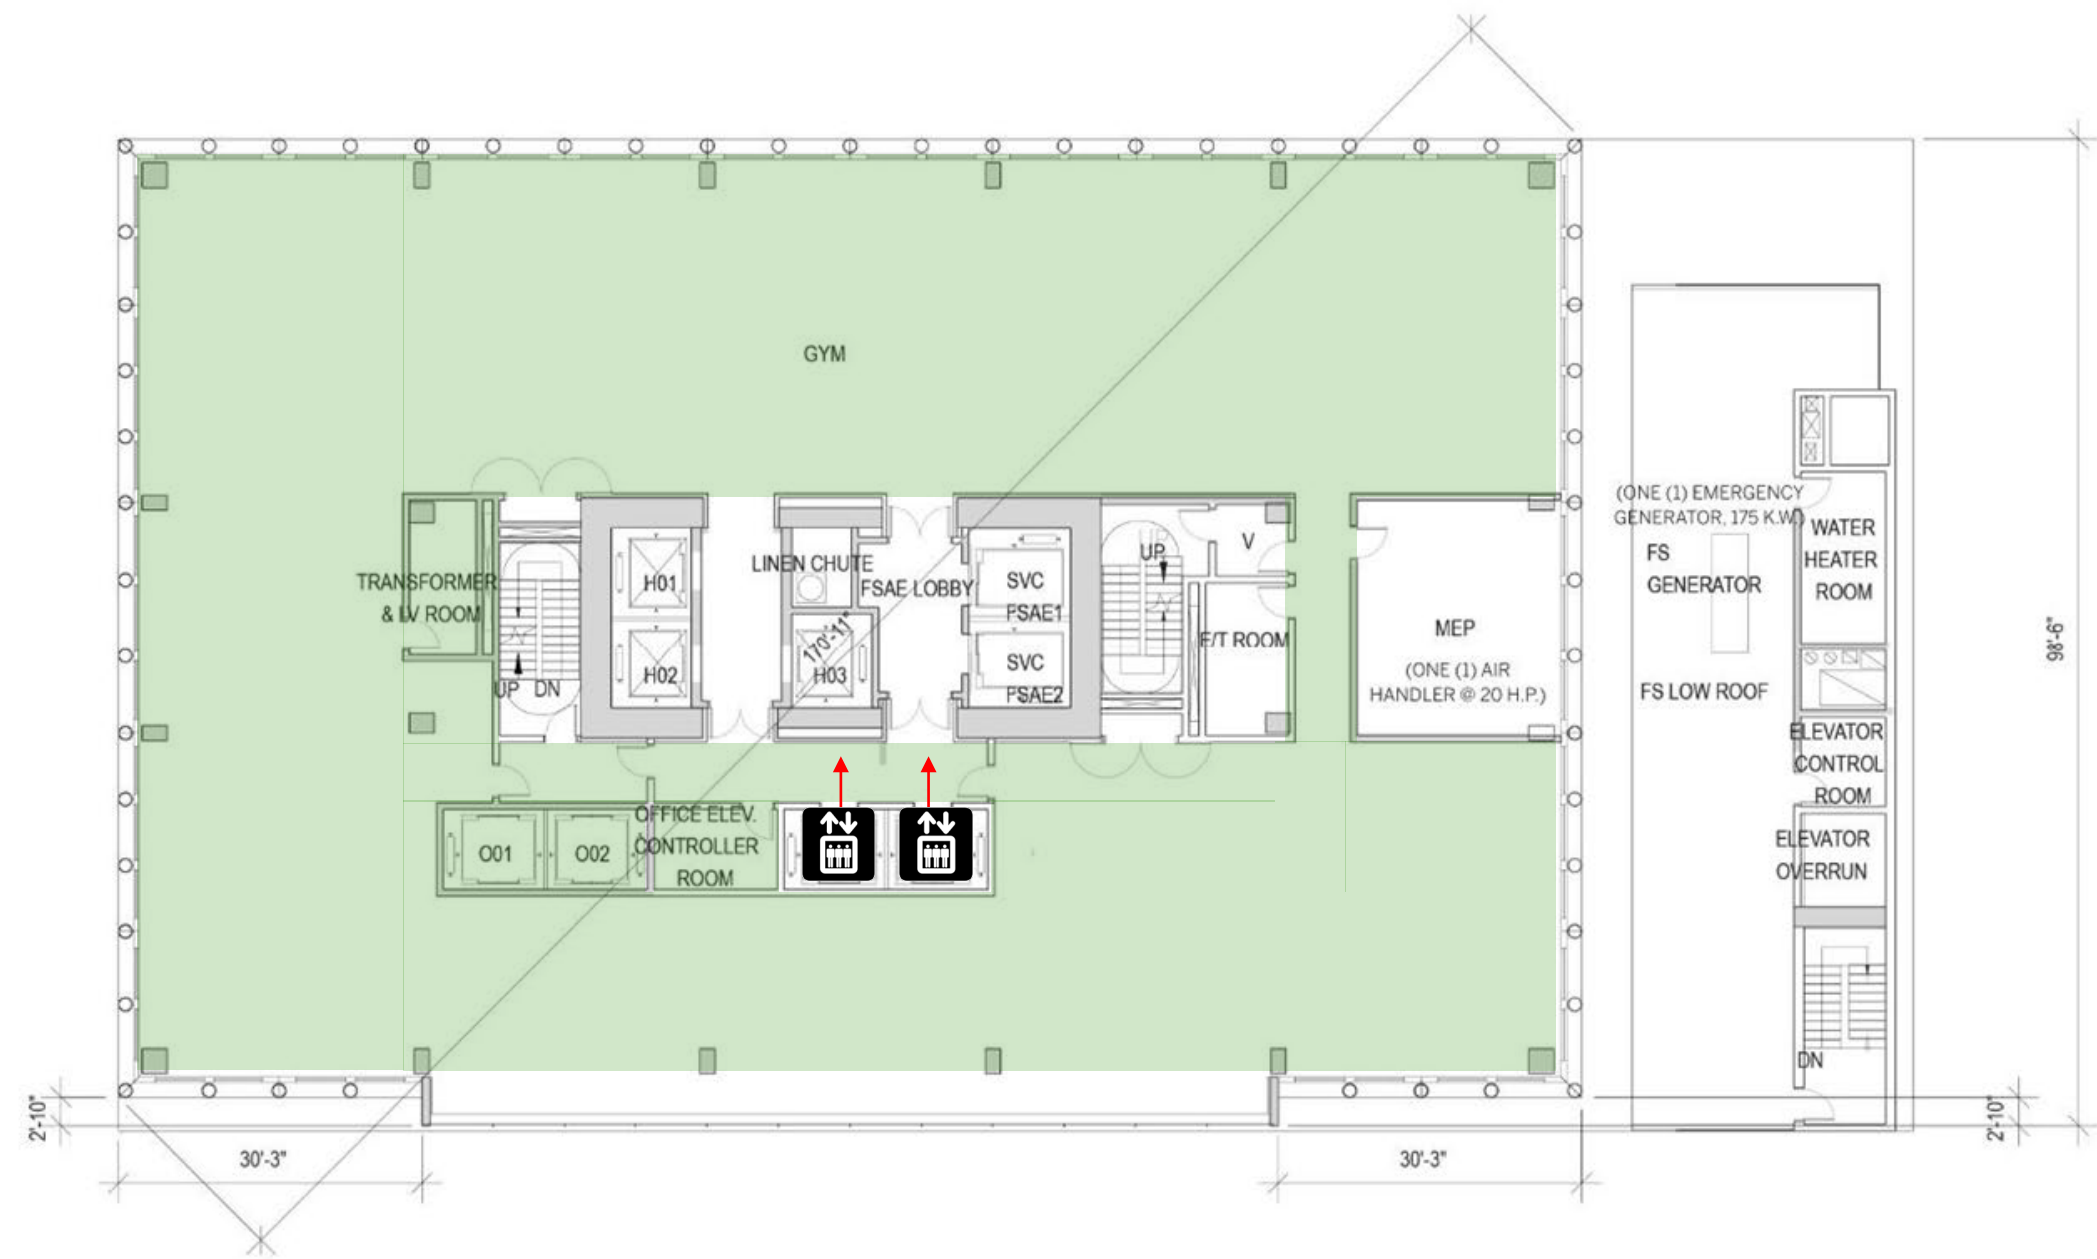 GYM
98'-6"
(ONE (1) EMERGENCY
GENERATOR, 175 K.W.)
WATER
HEATER
ROOM
FS
GENERATOR
FS LOW ROOF
ELEVATOR
CONTROL
ROOM
ELEVATOR
OVERRUN
DN
TRANSFORMER
& LV ROOM
UP DN
H01
H02
LINEN CHUTE
H03
170'-11"
FSAE LOBBY
SVC
FSAE1
SVC
FSAE2
UP
V
E/T ROOM
MEP
(ONE (1) AIR
HANDLER @ 20 H.P.)
O01
O02
OFFICE ELEV.
CONTROLLER
ROOM
2'-10"
2'-10"
30'-3"
30'-3"